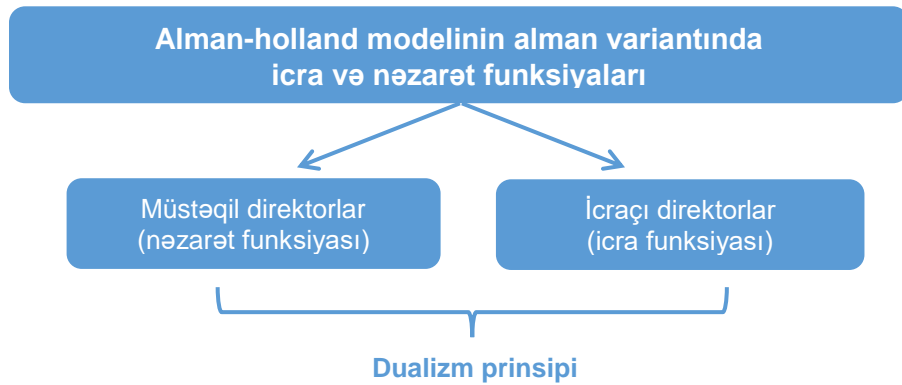 Alman-holland modelinin alman variantında
icra və nəzarət funksiyaları
Müstəqil direktorlar
(nəzarət funksiyası)
İcraçı direktorlar
(icra funksiyası)
Dualizm prinsipi